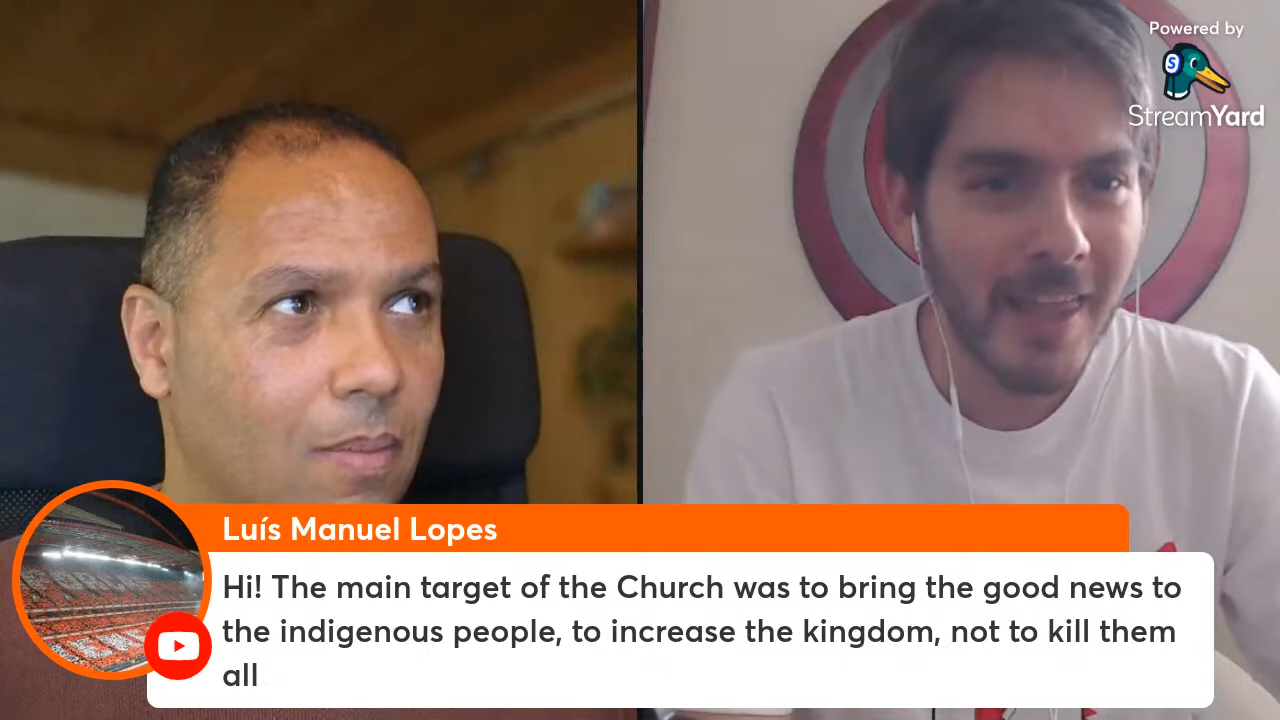 Powered by
StreamYard
Luís Manuel Lopes
Hi! The main target of the Church was to bring the good news to
the indigenous people, to increase the kingdom, not to kill them
all